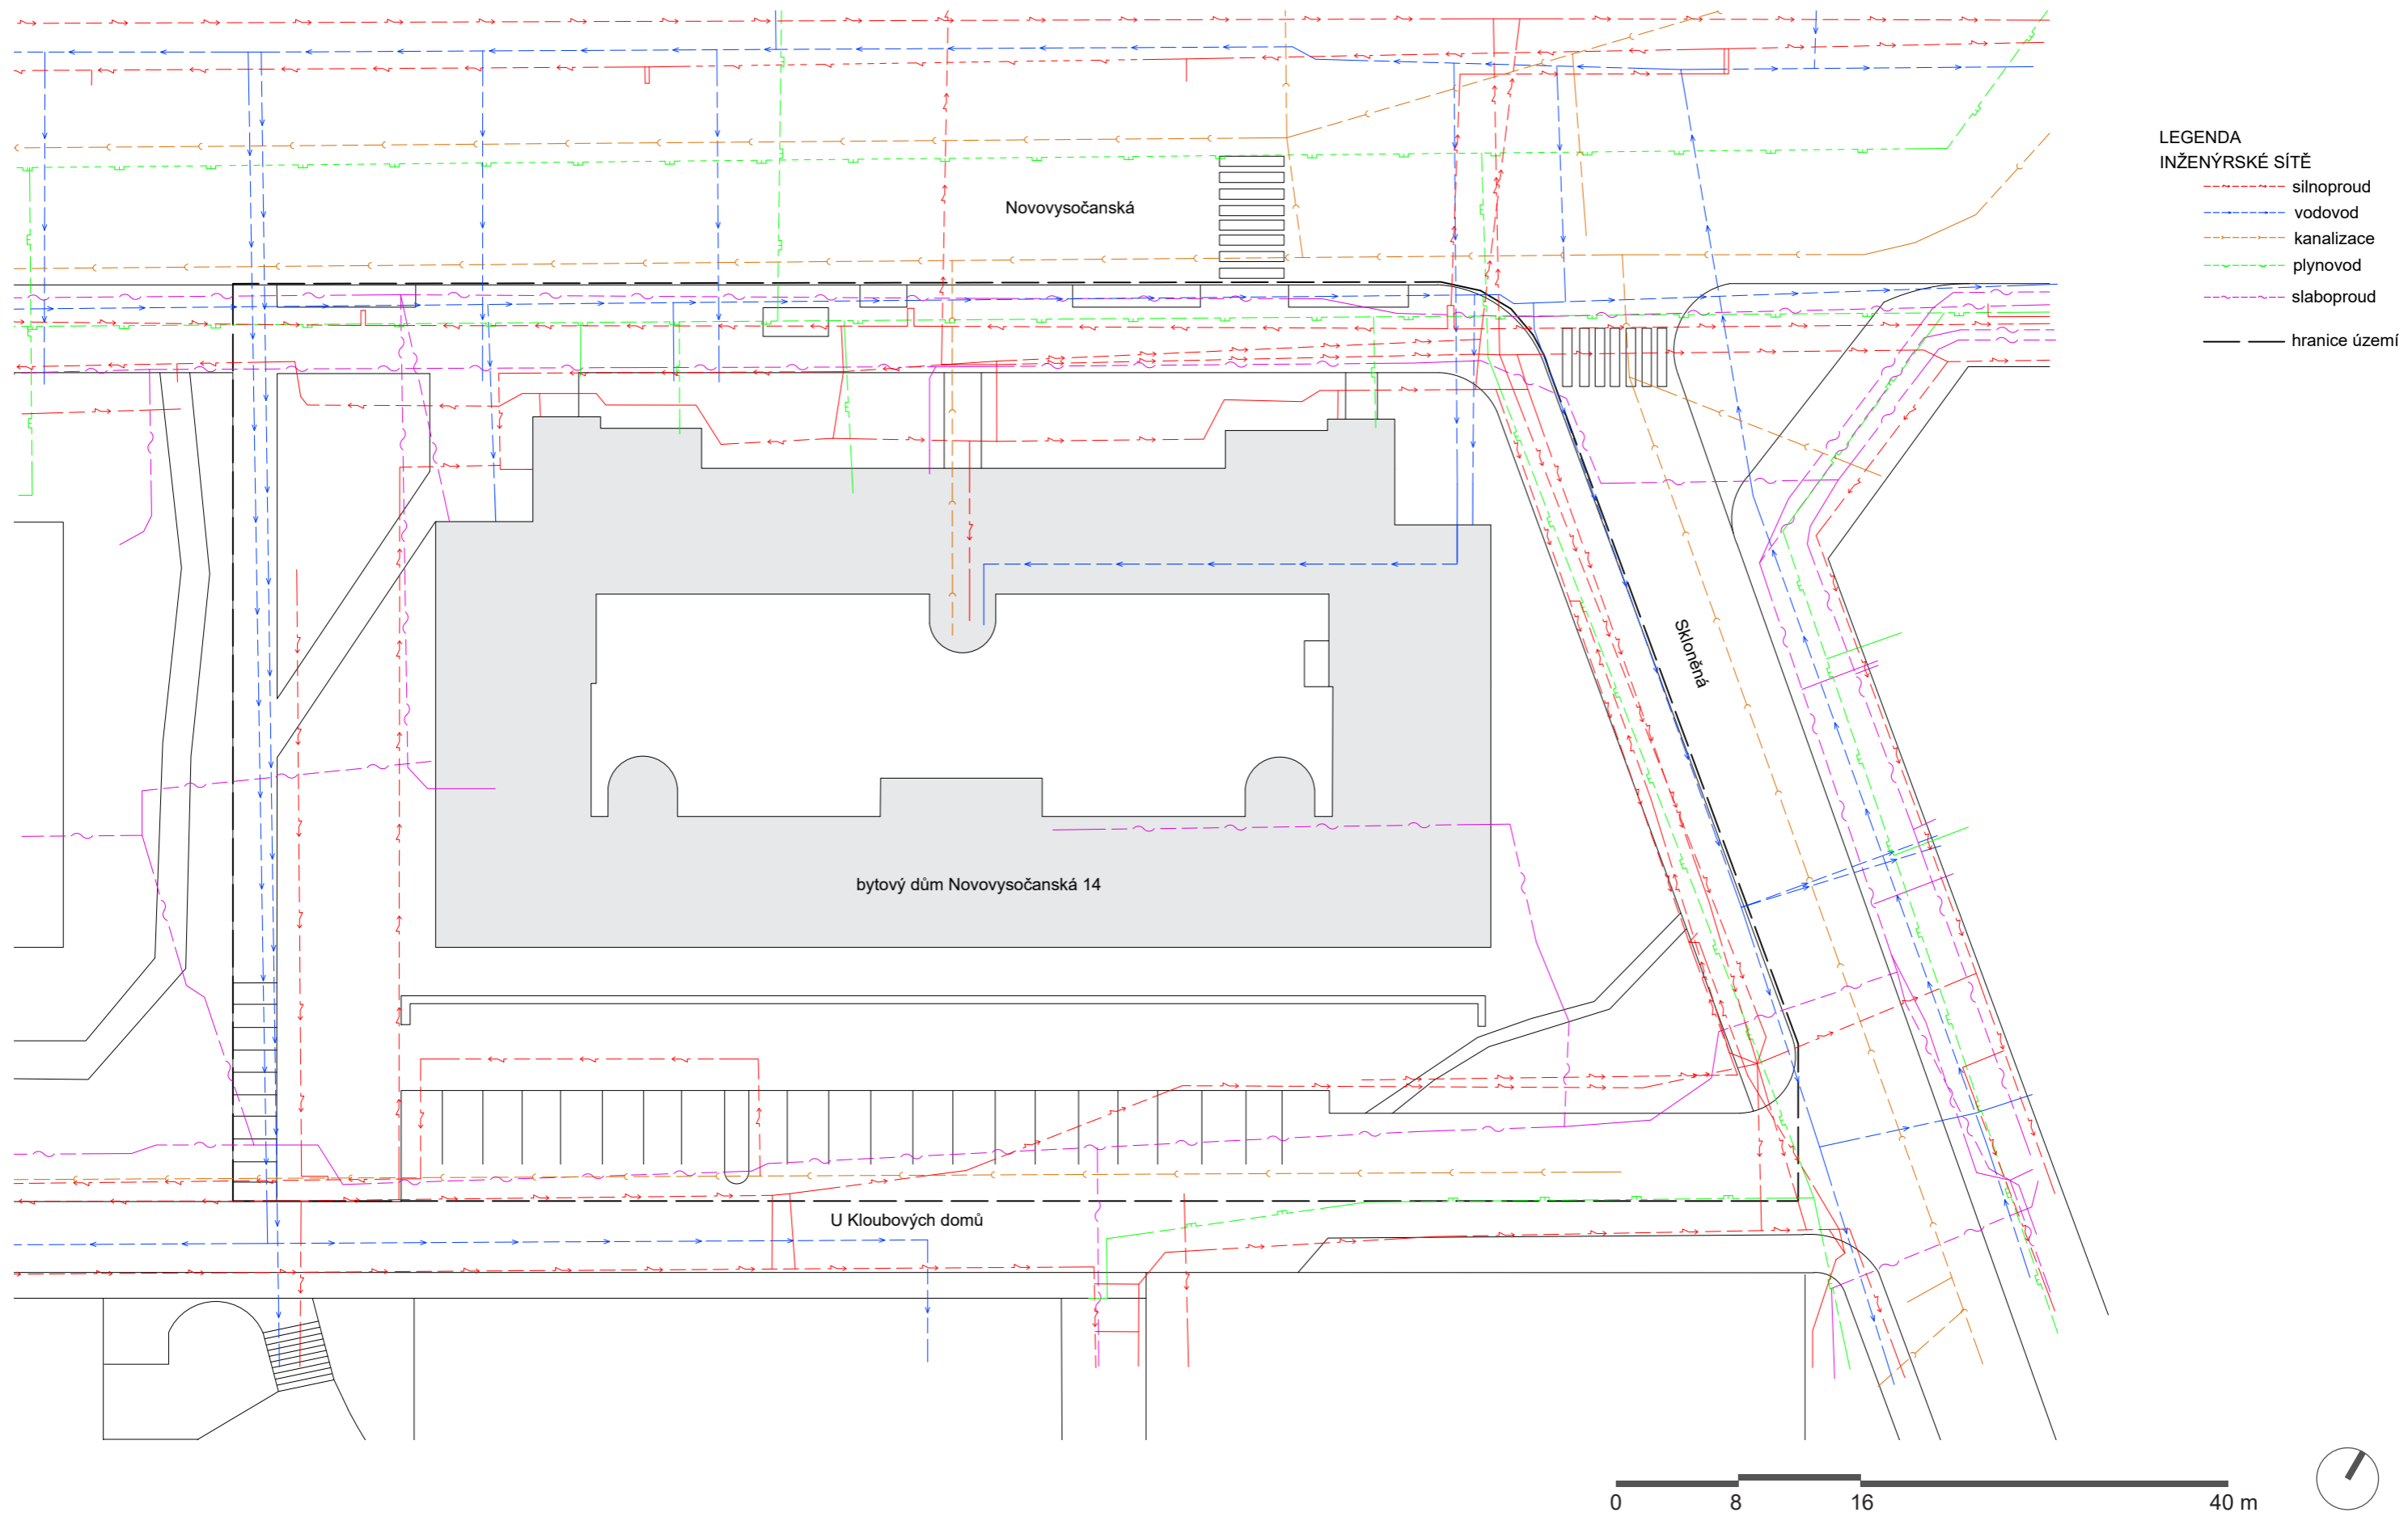 LEGENDA
INŽENÝRSKÉ SÍTĚ
silnoproud
vodovod
kanalizace
plynovod
slaboproud
hranice území
Novovysočanská
Skloněná
bytový dům Novovysočanská 14
U Kloubových domů
0 8 16 40 m